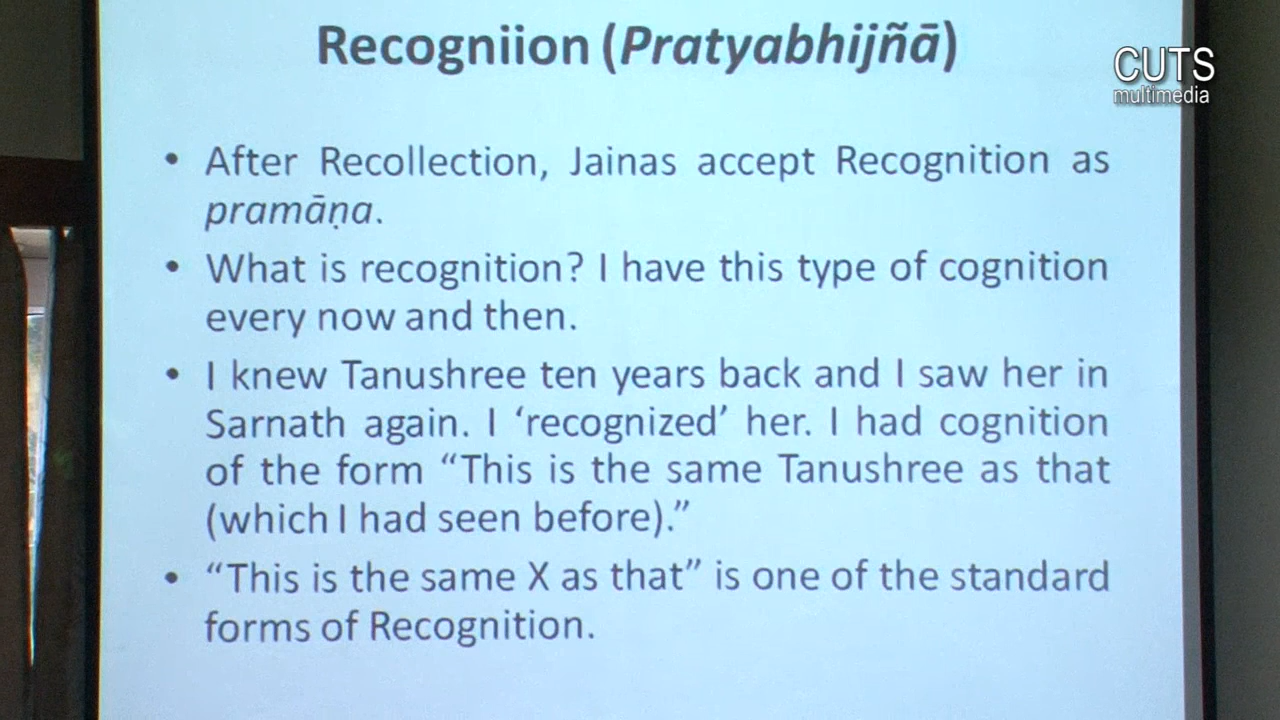 Recogniion (Pratyabhijñā)
CUTS
multimedia
• After Recollection, Jainas accept Recognition as
pramāṇa.
• What is recognition? I have this type of cognition
every now and then.
• I knew Tanushree ten years back and I saw her in
Sarnath again. I ‘recognized’ her. I had cognition
of the form “This is the same Tanushree as that
(which I had seen before).”
• “This is the same X as that” is one of the standard
forms of Recognition.